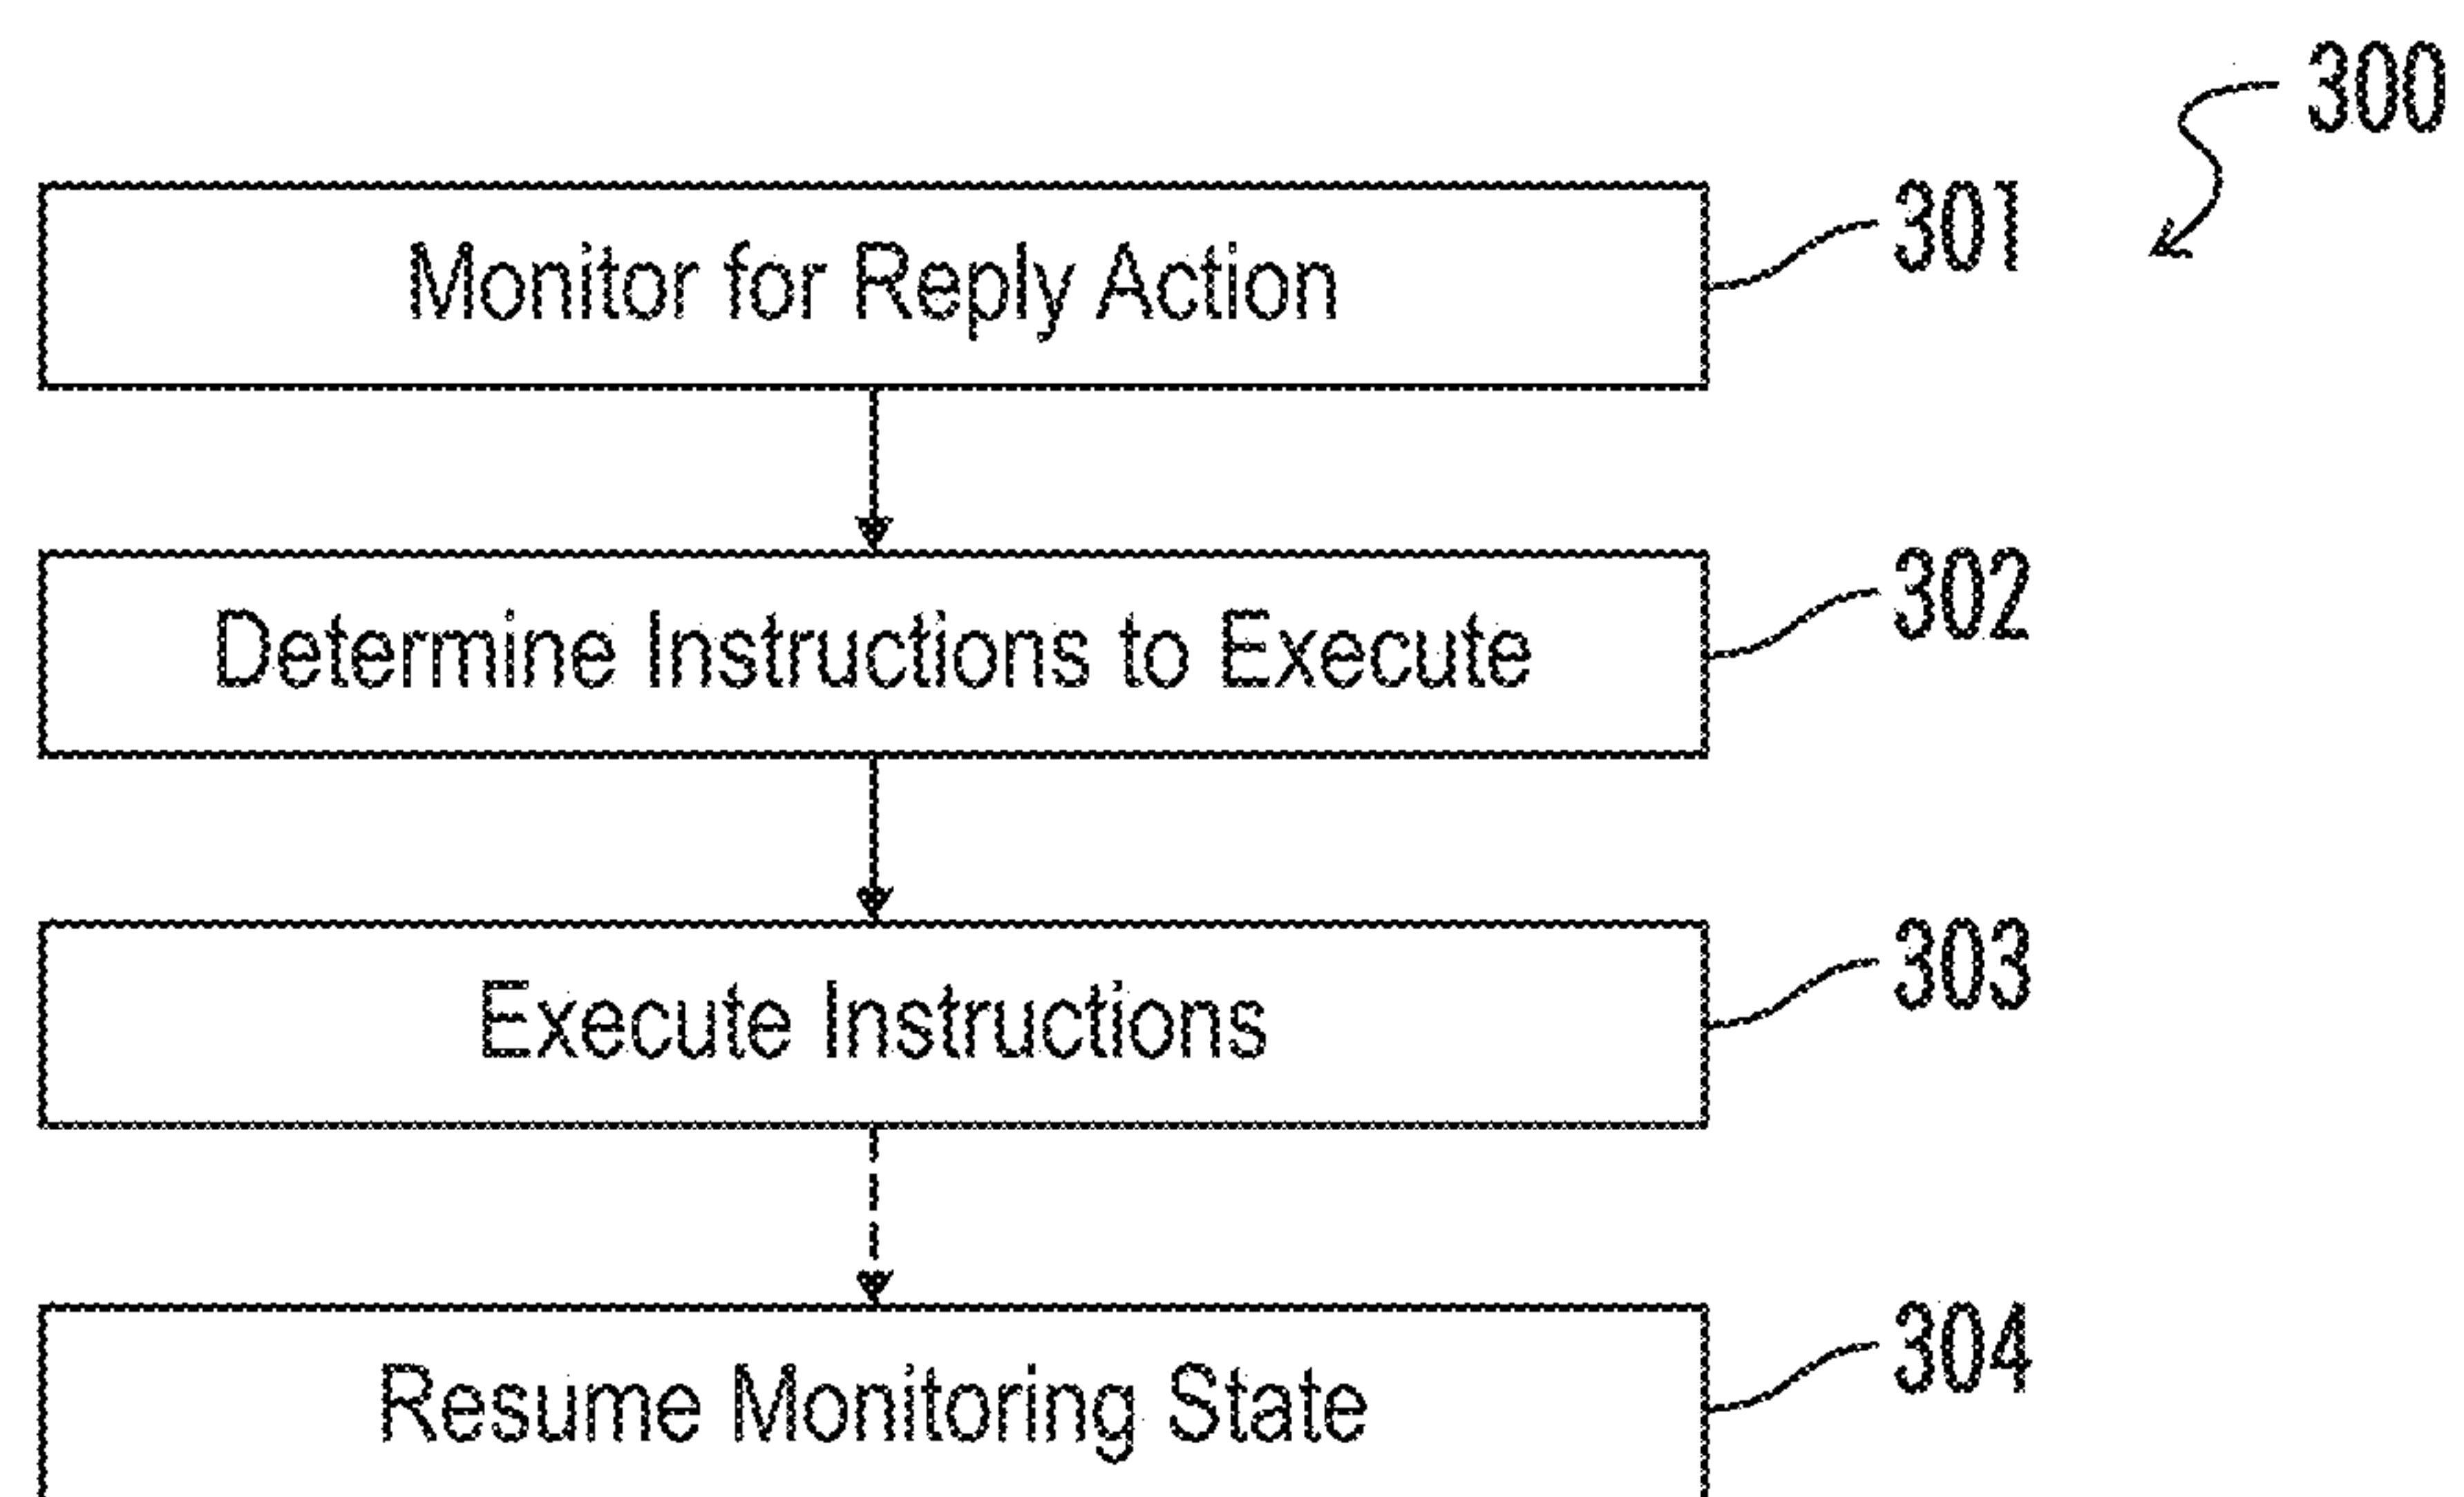 300
Monitor for Reply Action 301
Determine Instructions to Execute 302
Execute Instructions 303
Resume Monitoring State 304